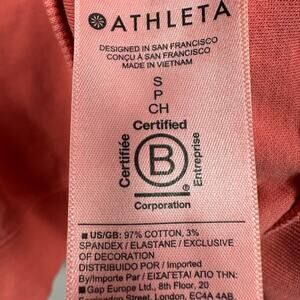 ATHLETA
DESIGNED IN SAN FRANCISCO
CONÇU À SAN FRANCISCO
MADE IN VIETNAM
S
P
CH
Certified
Certifiée
B
Entreprise
Corporation
■ US/GB: 97% COTTON, 3%
SPANDEX / ELASTANE / EXCLUSIVE
OF DECORATION
DISTRIBUIDO POR / Imported
By / ΕΙΣΑΓΕΤΑΙ ΑΠΟ ΤΗΝ :
Gap Europe Ltd., 8th Floor, 20
Street, London, EC4A 4AB